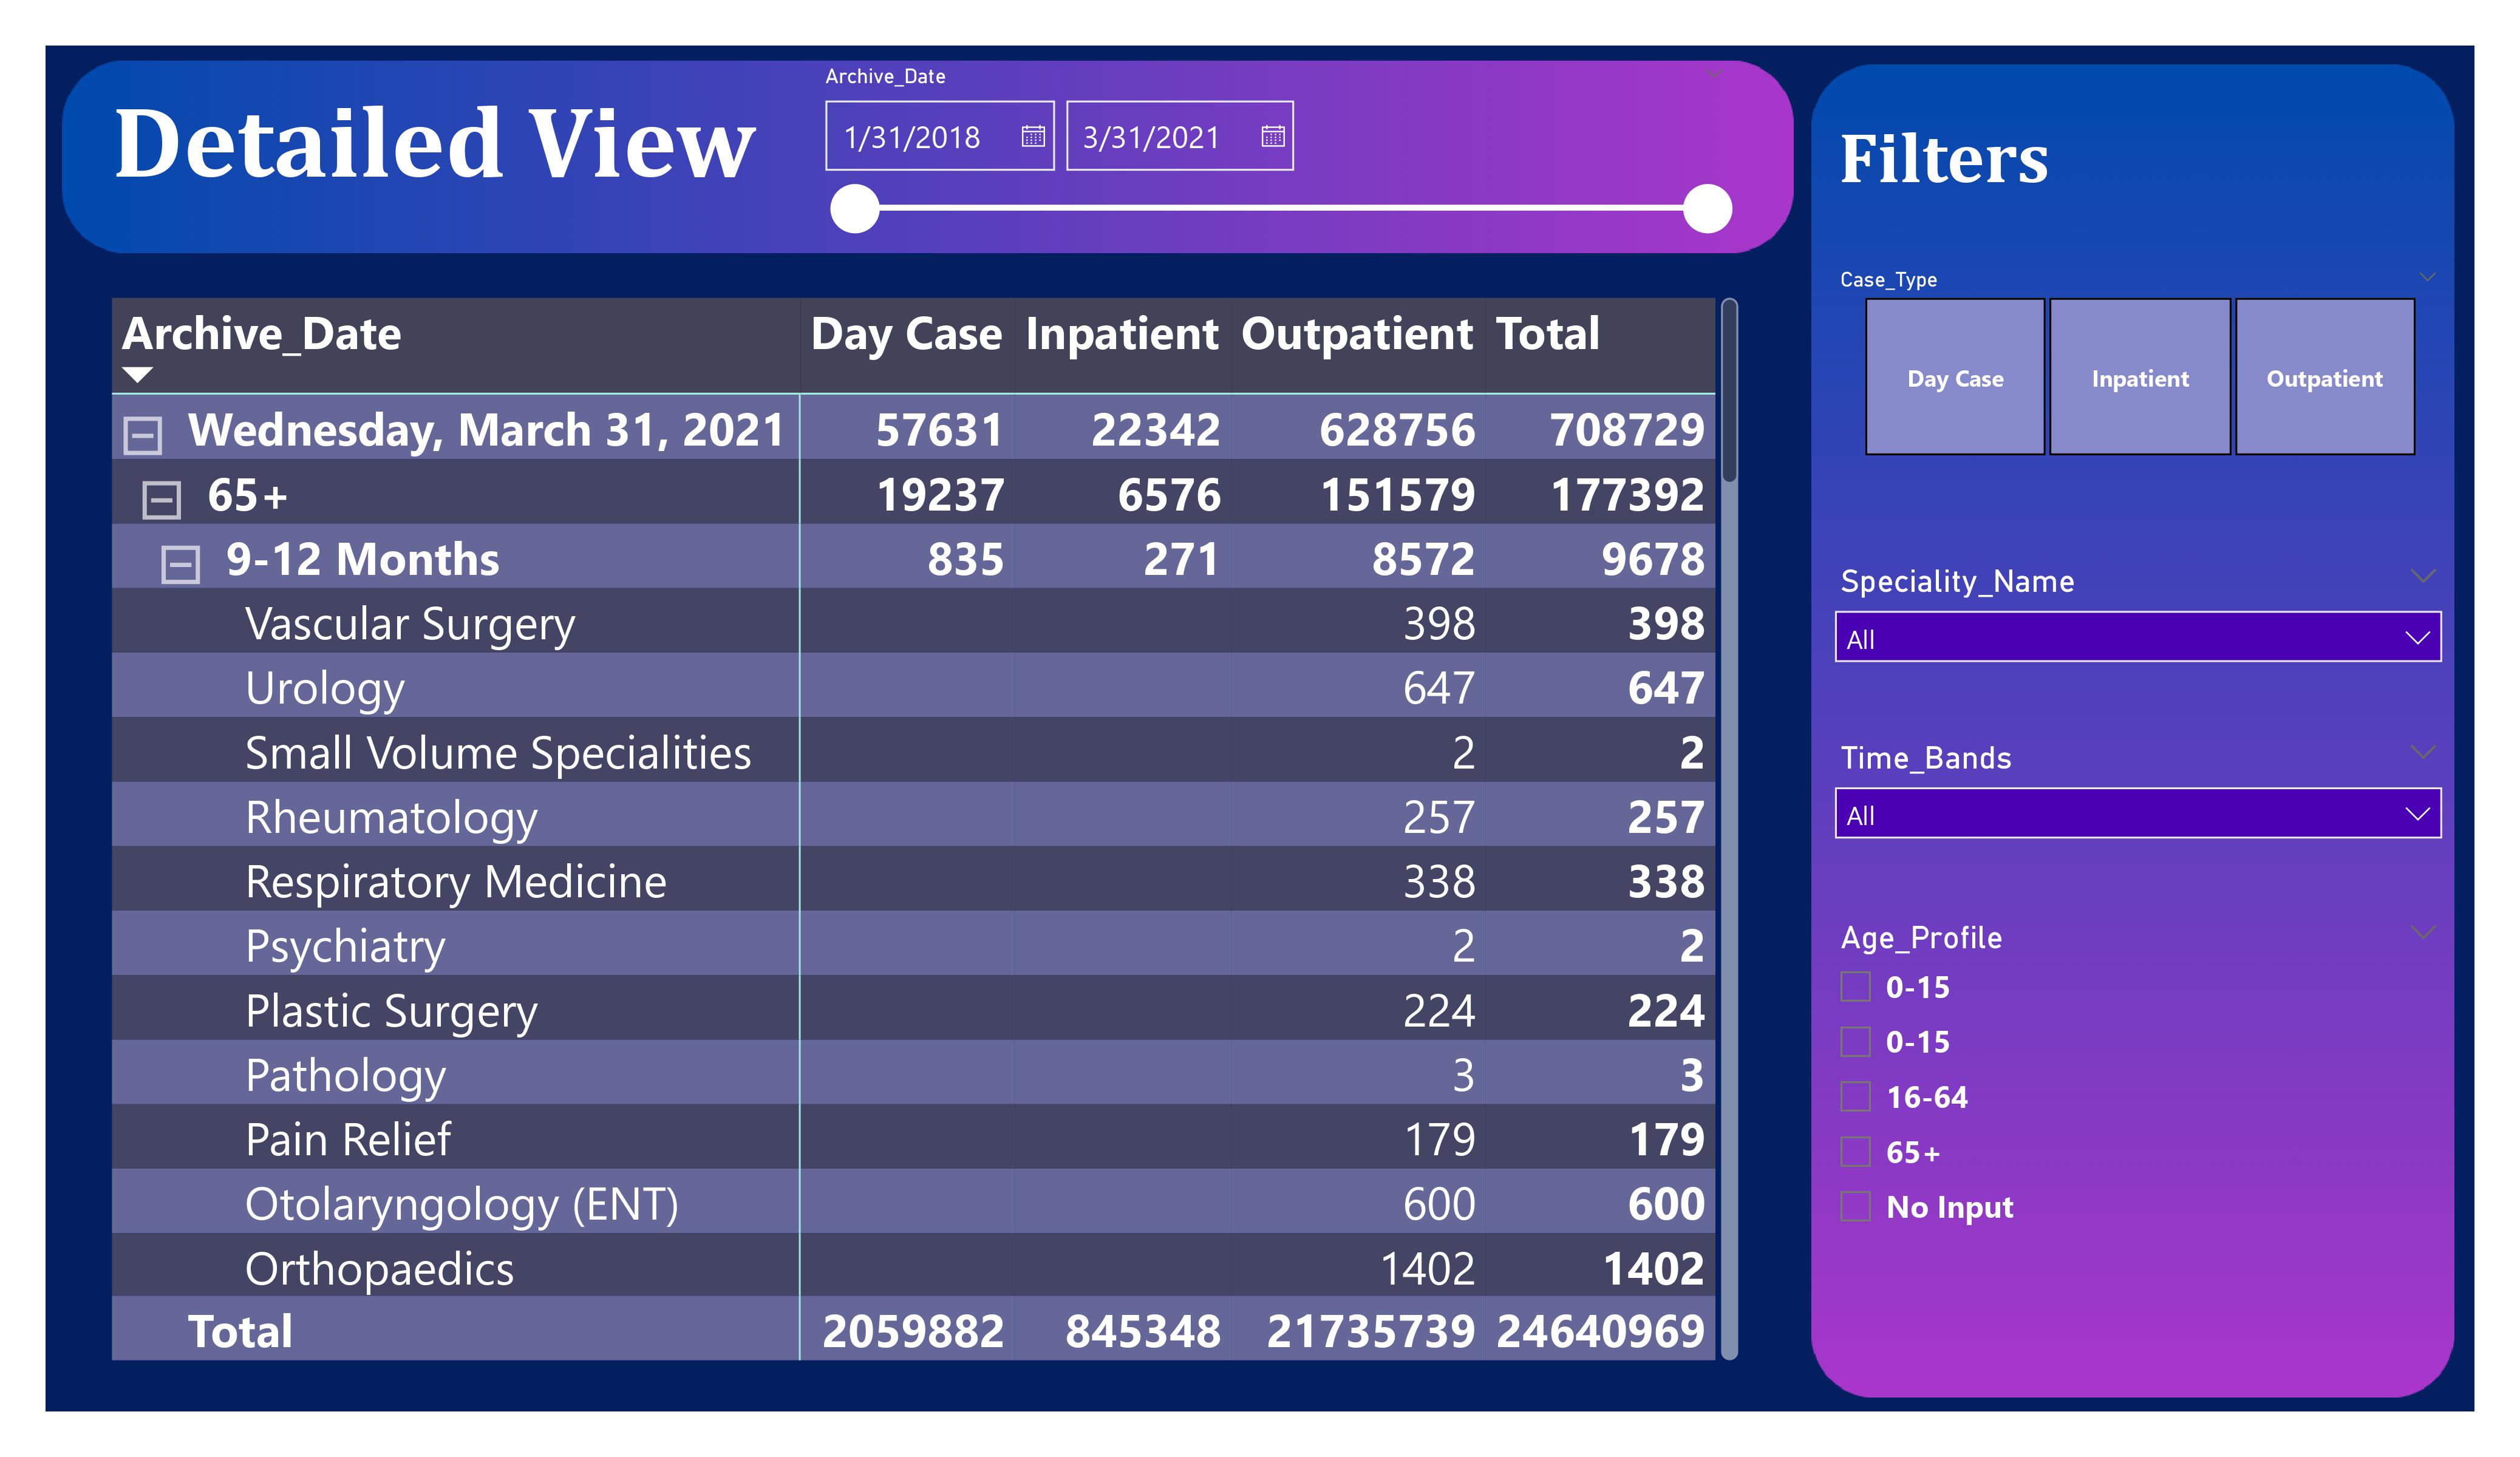 Detailed View
Archive_Date
1/31/2018 3/31/2021
Filters
Case_Type
Day Case Inpatient Outpatient
Speciality_Name
All
Time_Bands
All
Age_Profile
0-15
0-15
16-64
65+
No Input
Archive_Date Day Case Inpatient Outpatient Total
Wednesday, March 31, 2021 57631 22342 628756 708729
65+ 19237 6576 151579 177392
9-12 Months 835 271 8572 9678
Vascular Surgery 398 398
Urology 647 647
Small Volume Specialities 2 2
Rheumatology 257 257
Respiratory Medicine 338 338
Psychiatry 2 2
Plastic Surgery 224 224
Pathology 3 3
Pain Relief 179 179
Otolaryngology (ENT) 600 600
Orthopaedics 1402 1402
Total 2059882 845348 21735739 24640969